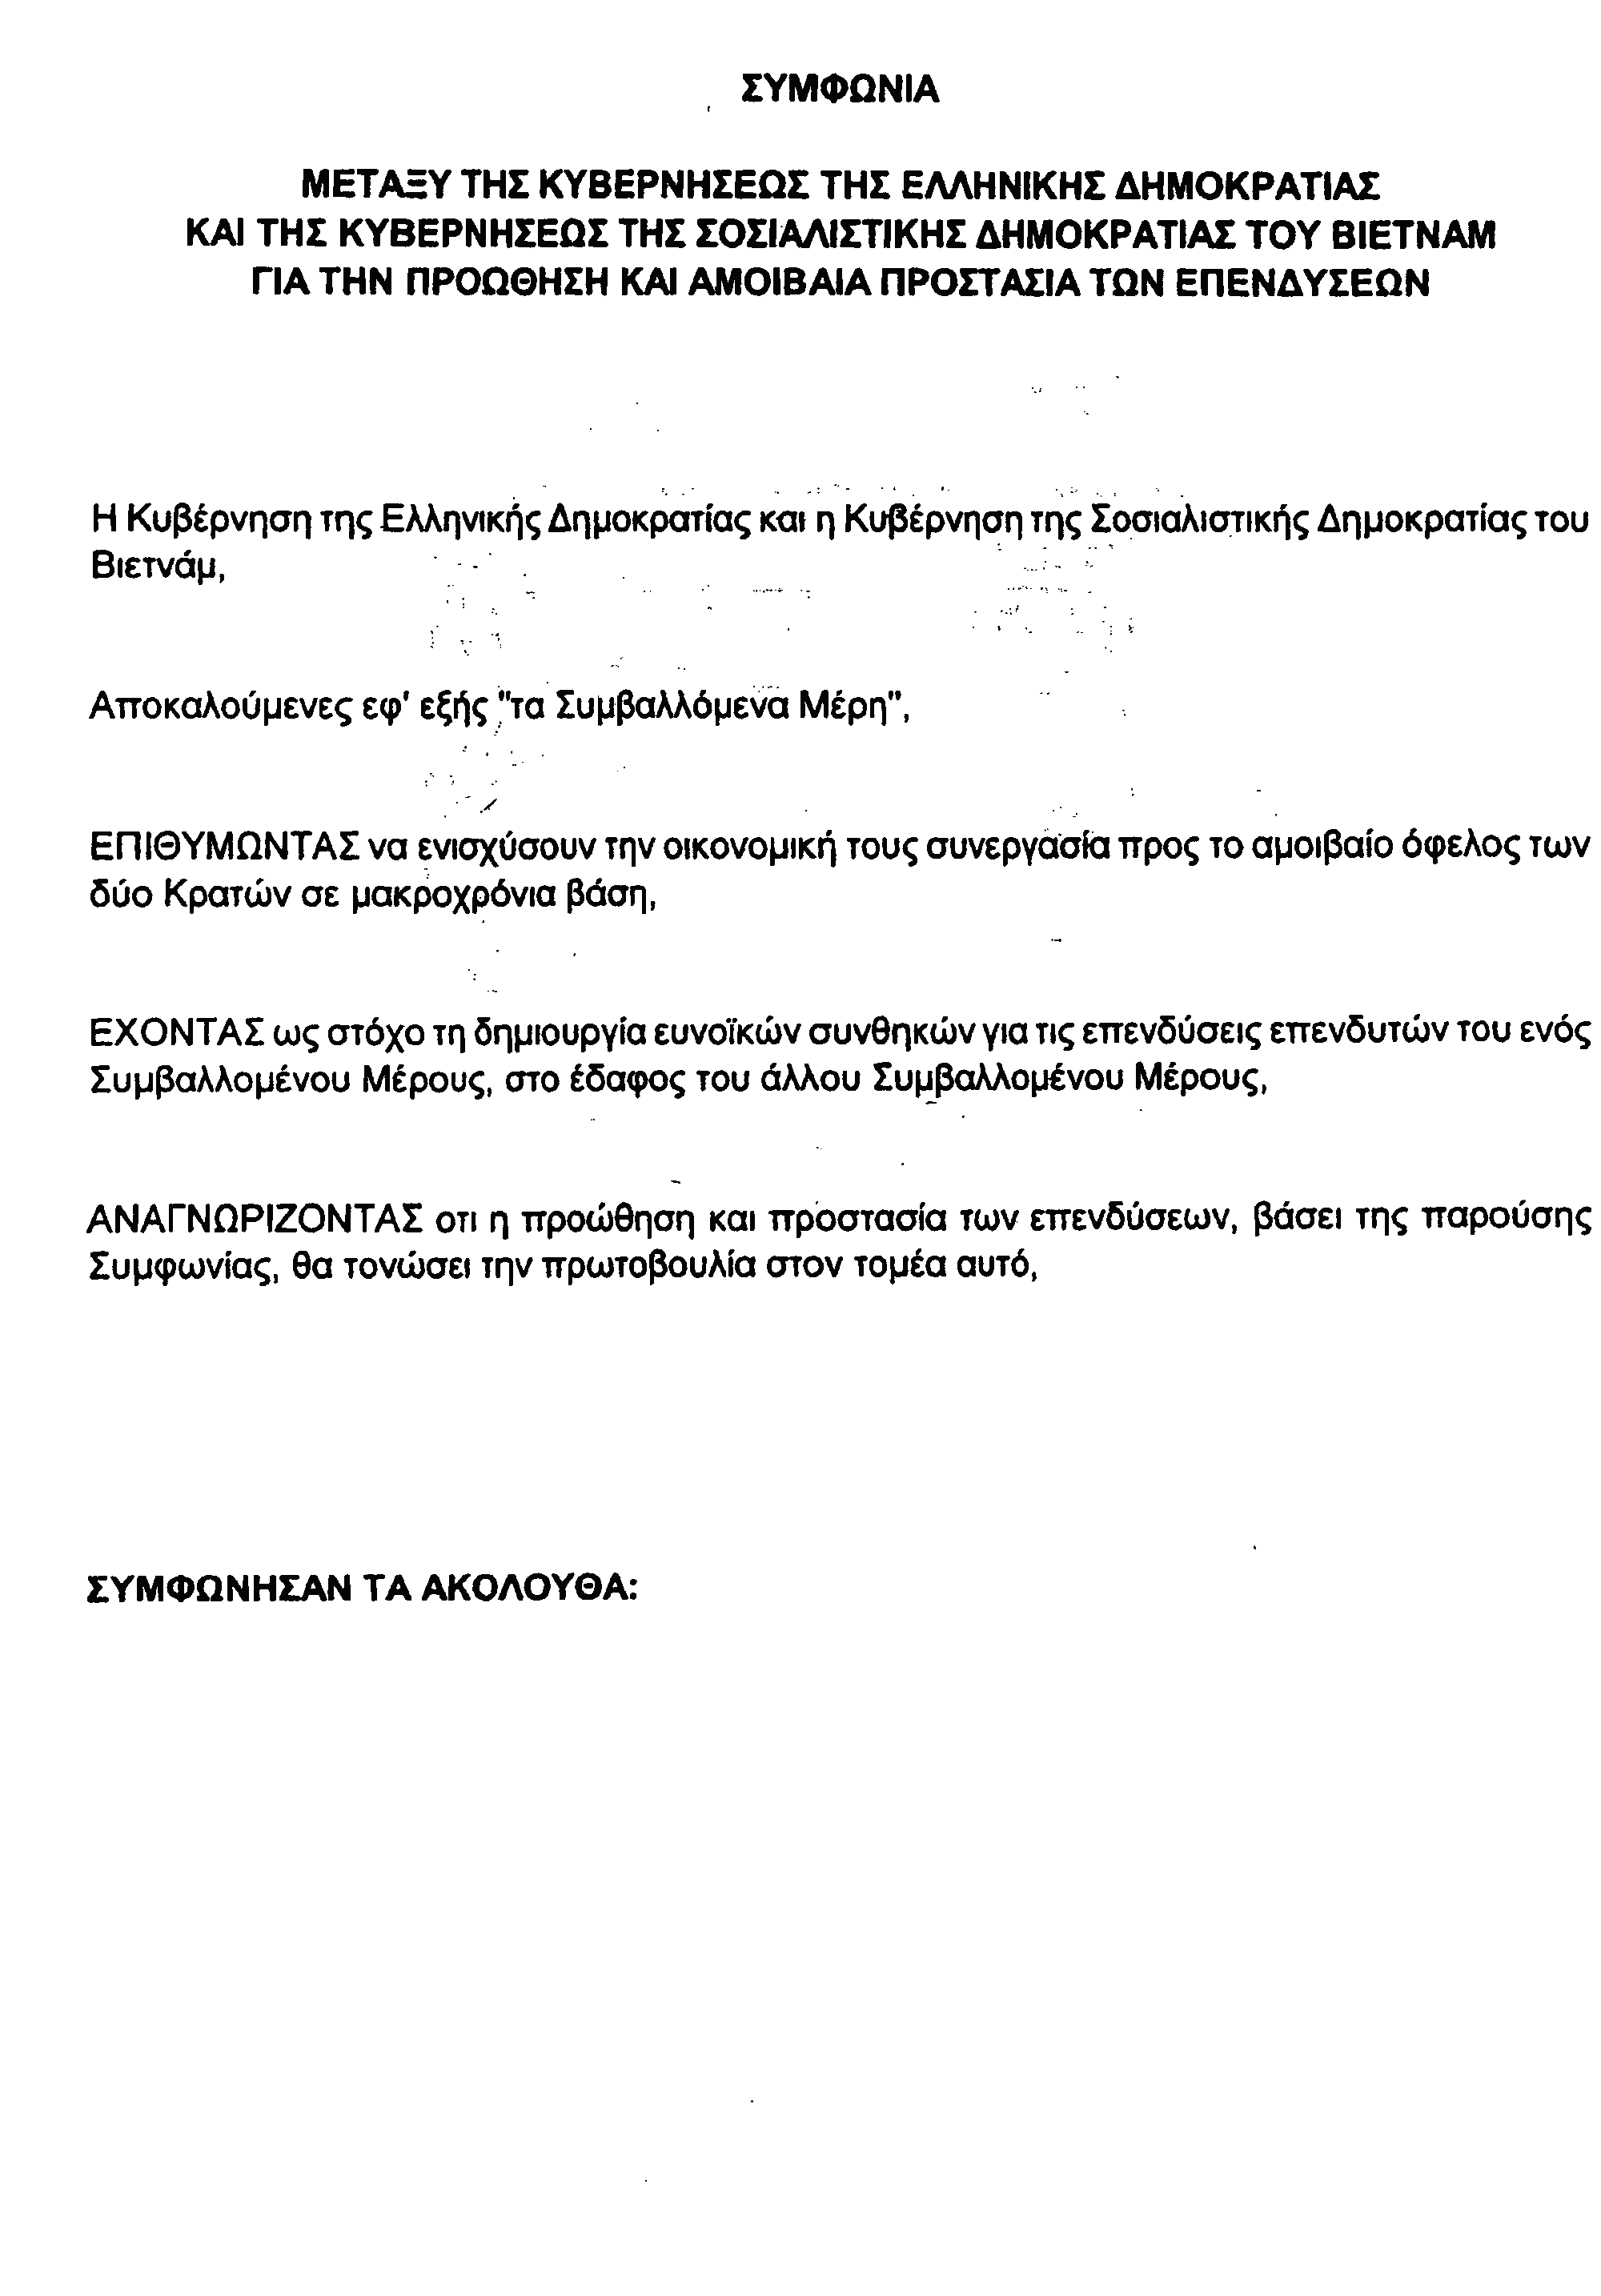 ΣΥΜΦΩΝΙΑ
ΜΕΤΑΞΥ ΤΗΣ ΚΥΒΕΡΝΗΣΕΩΣ ΤΗΣ ΕΛΛΗΝΙΚΗΣ ΔΗΜΟΚΡΑΤΙΑΣ
ΚΑΙ ΤΗΣ ΚΥΒΕΡΝΗΣΕΩΣ ΤΗΣ ΣΟΣΙΑΛΙΣΤΙΚΗΣ ΔΗΜΟΚΡΑΤΙΑΣ ΤΟΥ ΒΙΕΤΝΑΜ
ΓΙΑ ΤΗΝ ΠΡΟΩΘΗΣΗ ΚΑΙ ΑΜΟΙΒΑΙΑ ΠΡΟΣΤΑΣΙΑ ΤΩΝ ΕΠΕΝΔΥΣΕΩΝ
Η Κυβέρνηση της Ελληνικής Δημοκρατίας και η Κυβέρνηση της Σοσιαλιστικής Δημοκρατίας του
Βιετνάμ,
Αποκαλούμενες εφ' εξής "τα Συμβαλλόμενα Μέρη",
ΕΠΙΘΥΜΩΝΤΑΣ να ενισχύσουν την οικονομική τους συνεργασία προς το αμοιβαίο όφελος των
δύο Κρατών σε μακροχρόνια βάση,
ΕΧΟΝΤΑΣ ως στόχο τη δημιουργία ευνοϊκών συνθηκών για τις επενδύσεις επενδυτών του ενός
Συμβαλλομένου Μέρους, στο έδαφος του άλλου Συμβαλλομένου Μέρους,
ΑΝΑΓΝΩΡΙΖΟΝΤΑΣ οτι η προώθηση και προστασία των επενδύσεων, βάσει της παρούσης
Συμφωνίας, θα τονώσει την πρωτοβουλία στον τομέα αυτό,
ΣΥΜΦΩΝΗΣΑΝ ΤΑ ΑΚΟΛΟΥΘΑ: